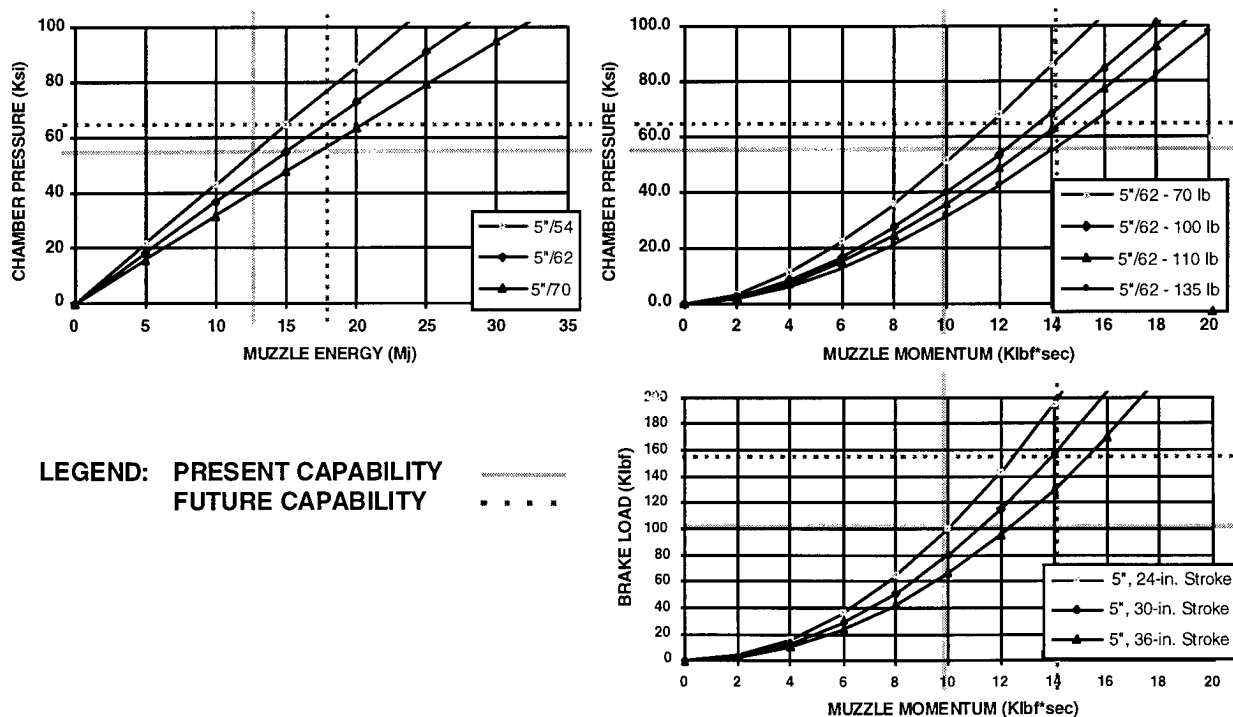 CHAMBER PRESSURE (Ksi)
100
80
60
40
20
0
0 5 10 15 20 25 30 35
MUZZLE ENERGY (Mj)
5"/54
5"/62
5"/70
CHAMBER PRESSURE (Ksi)
100.0
80.0
60.0
40.0
20.0
0.0
0 2 4 6 8 10 12 14 16 18 20
MUZZLE MOMENTUM (Klbf*sec)
5"/62 - 70 lb
5"/62 - 100 lb
5"/62 - 110 lb
5"/62 - 135 lb
LEGEND: PRESENT CAPABILITY
FUTURE CAPABILITY
BRAKE LOAD (Klbf)
200
180
160
140
120
100
80
60
40
20
0
0 2 4 6 8 10 12 14 16 18 20
MUZZLE MOMENTUM (Klbf*sec)
5", 24-in. Stroke
5", 30-in. Stroke
5", 36-in. Stroke